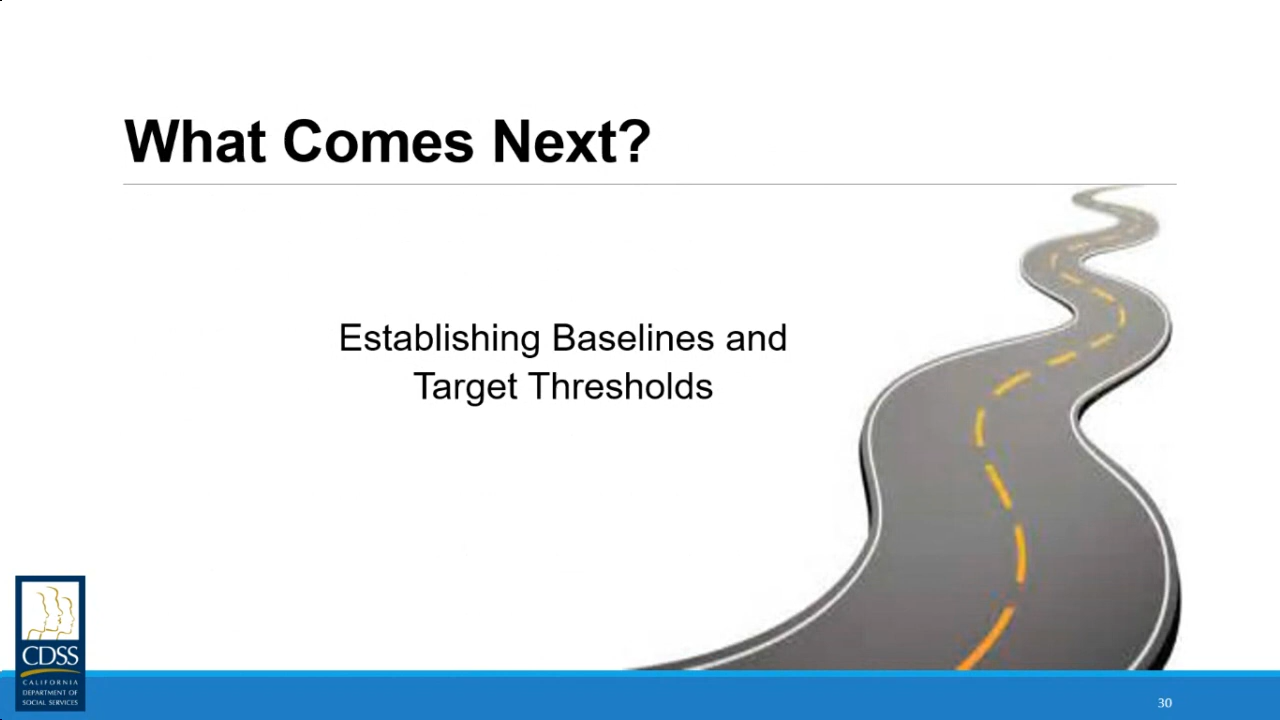 What Comes Next?
Establishing Baselines and
Target Thresholds
CDSS
CALIFORNIA
DEPARTMENT OF
SOCIAL SERVICES
30